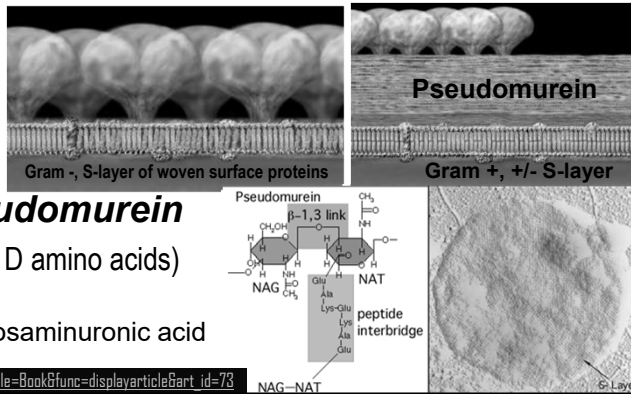 Pseudomurein
Gram -, S-layer of woven surface proteins
Gram +, +/- S-layer
udomurein
D amino acids)
osaminuronic acid
le=Book&func=displayarticle&art_id=73
Pseudomurein
β-1,3 link
CH₃
C=O
NH
CH₂OH
O
O
O
O
H
H
H
H
OH
H
NH
C=O
CH₃
NAG
NAT
Glu
Ala
Lys-Glu
Lys
Ala
Glu
peptide
interbridge
NAG—NAT
S- Laye